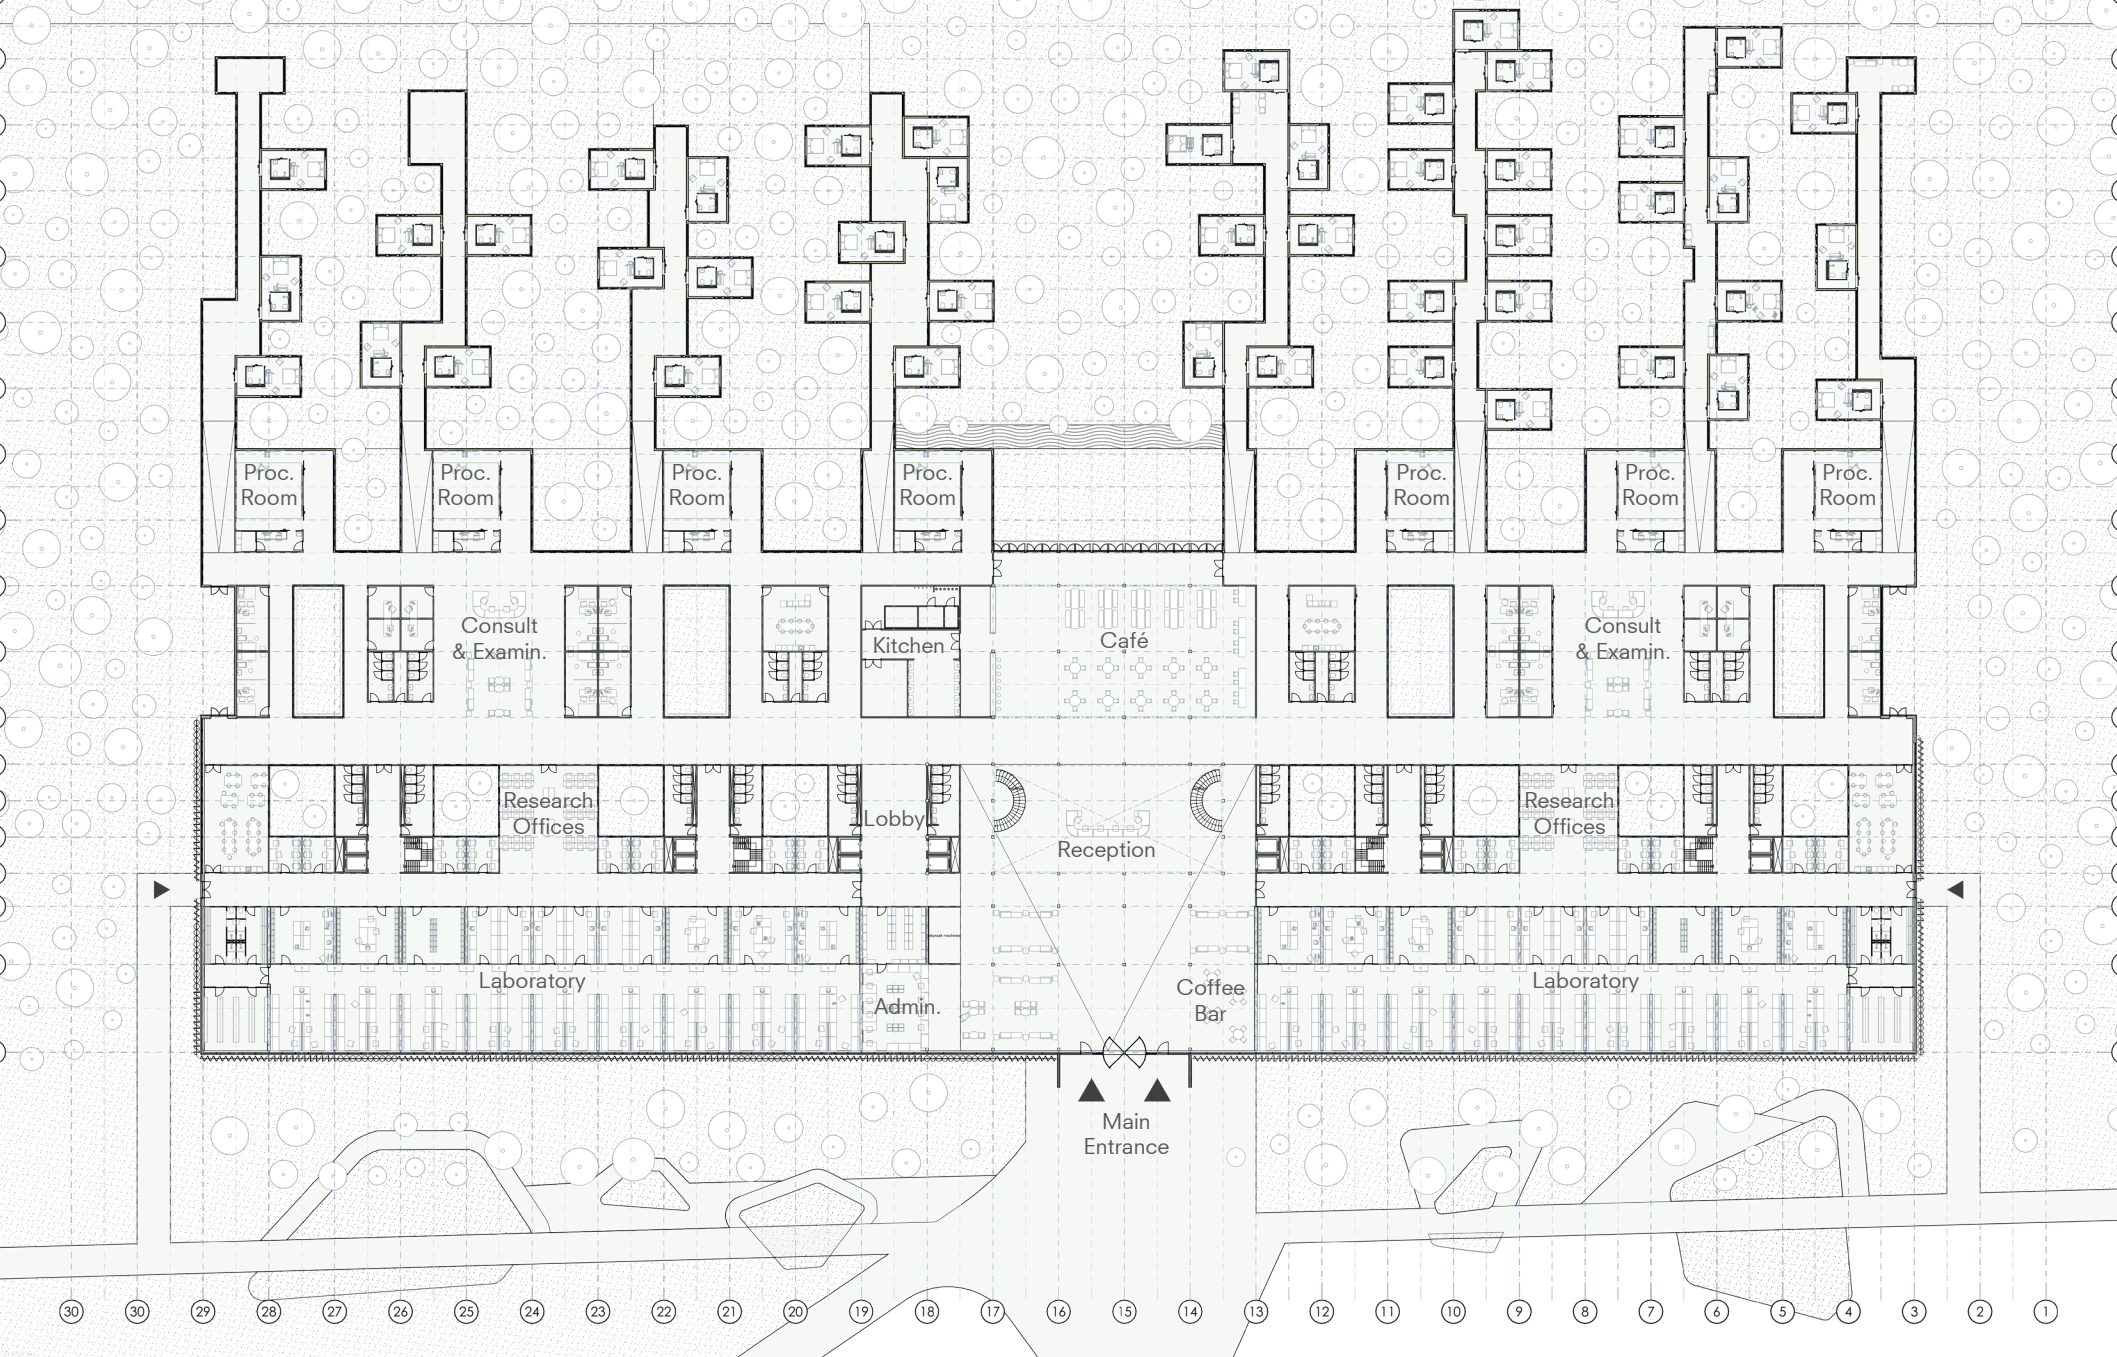 Proc.
Room
Proc.
Room
Proc.
Room
Proc.
Room
Proc.
Room
Proc.
Room
Proc.
Room
Consult
& Examin.
Kitchen
Café
Consult
& Examin.
Research
Offices
Lobby
Reception
Research
Offices
Laboratory
Admin.
Coffee
Bar
Laboratory
Main
Entrance
30 30 29 28 27 26 25 24 23 22 21 20 19 18 17 16 15 14 13 12 11 10 9 8 7 6 5 4 3 2 1